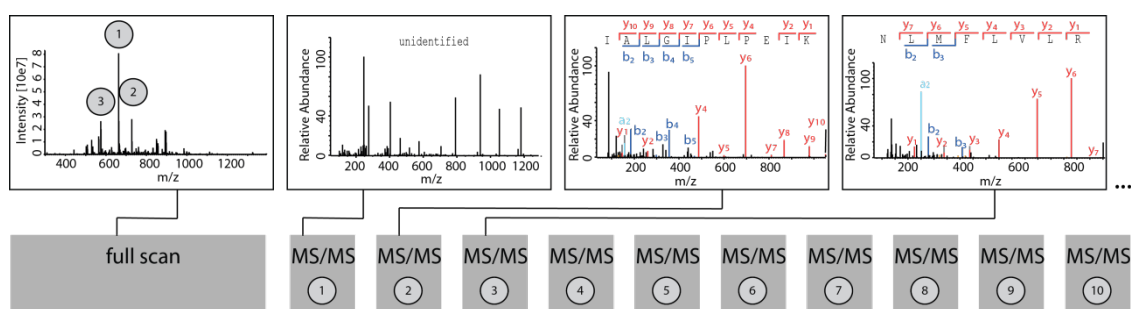 1
2
3
Intensity [10e7]
0 1 2 3 4 5 6 7 8
400 600 800 1000 1200
m/z
unidentified
Relative Abundance
0 40 100
200 400 600 800 1000
m/z
y10 y9 y8 y7 y6 y5 y4 y2 y1
I A L G I P L P E I K
b2 b3 b4 b5
Relative Abundance
0 40 100
y1 a2 b2 y2 b3 b4 b5 y4 y5 y6 y7 y8 y9 y10
200 400 600 800
m/z
y7 y6 y5 y4 y3 y2 y1
N L M F L V L R
b2 b3
Relative Abundance
0 40 100
y1 a2 b2 y2 b3 y3 y4 y5 y6 y7
200 400 600 800
m/z
...
full scan
MS/MS MS/MS MS/MS MS/MS MS/MS MS/MS MS/MS MS/MS MS/MS MS/MS
1 2 3 4 5 6 7 8 9 10